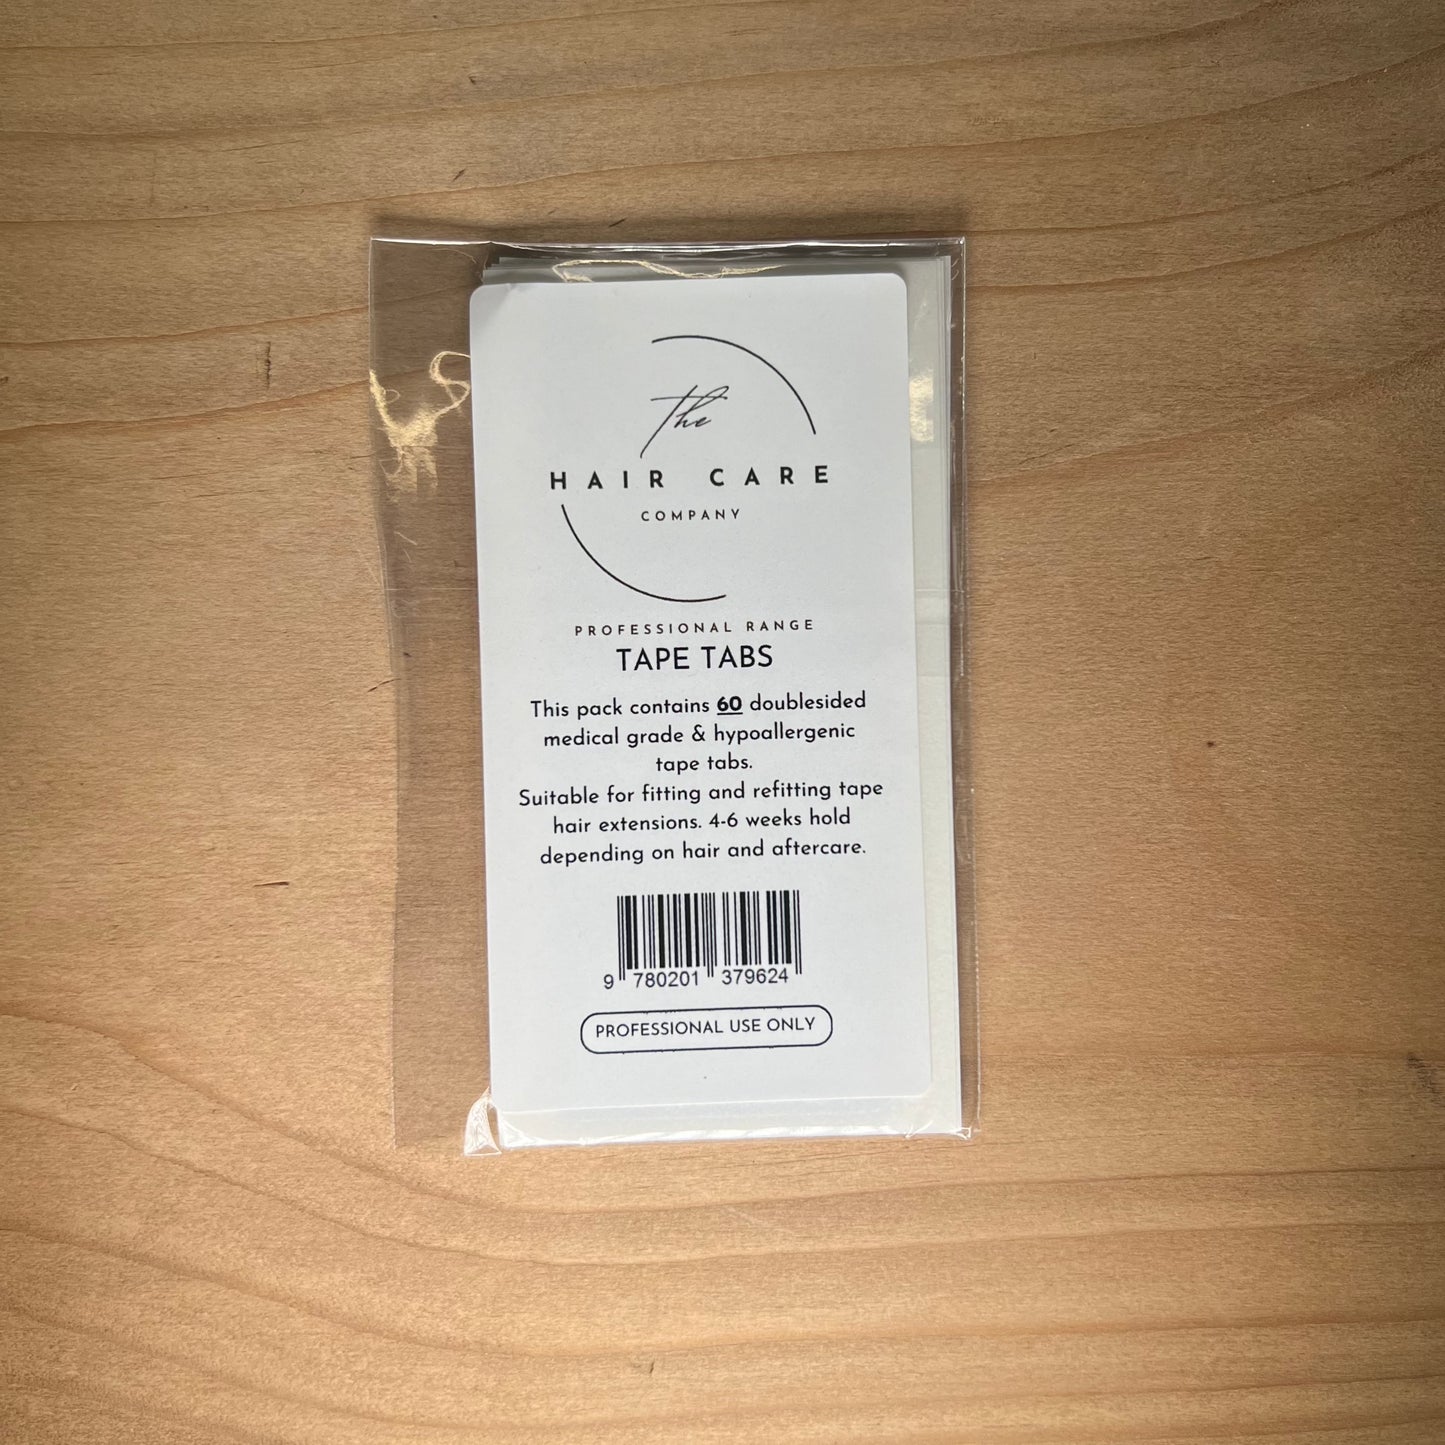 the
HAIR CARE
COMPANY
PROFESSIONAL RANGE
TAPE TABS
This pack contains 60 doublesided
medical grade & hypoallergenic
tape tabs.
Suitable for fitting and refitting tape
hair extensions. 4-6 weeks hold
depending on hair and aftercare.
9 780201 379624
PROFESSIONAL USE ONLY